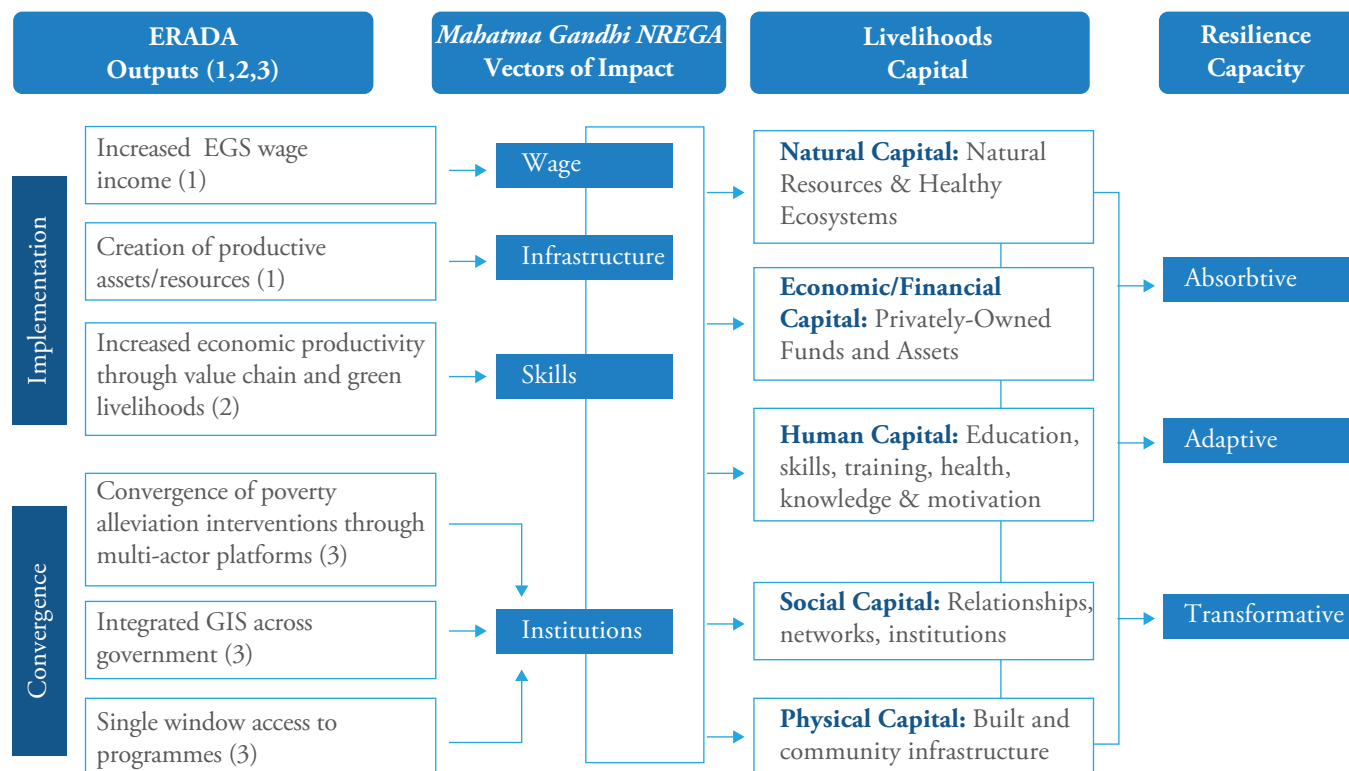 ERADA
Outputs (1,2,3)
Mahatma Gandhi NREGA
Vectors of Impact
Livelihoods
Capital
Resilience
Capacity
Implementation
Increased EGS wage
income (1)
Creation of productive
assets/resources (1)
Increased economic productivity
through value chain and green
livelihoods (2)
Convergence
Convergence of poverty
alleviation interventions through
multi-actor platforms (3)
Integrated GIS across
government (3)
Single window access to
programmes (3)
Wage
Infrastructure
Skills
Institutions
Natural Capital: Natural
Resources & Healthy
Ecosystems
Economic/Financial
Capital: Privately-Owned
Funds and Assets
Human Capital: Education,
skills, training, health,
knowledge & motivation
Social Capital: Relationships,
networks, institutions
Physical Capital: Built and
community infrastructure
Absorbtive
Adaptive
Transformative